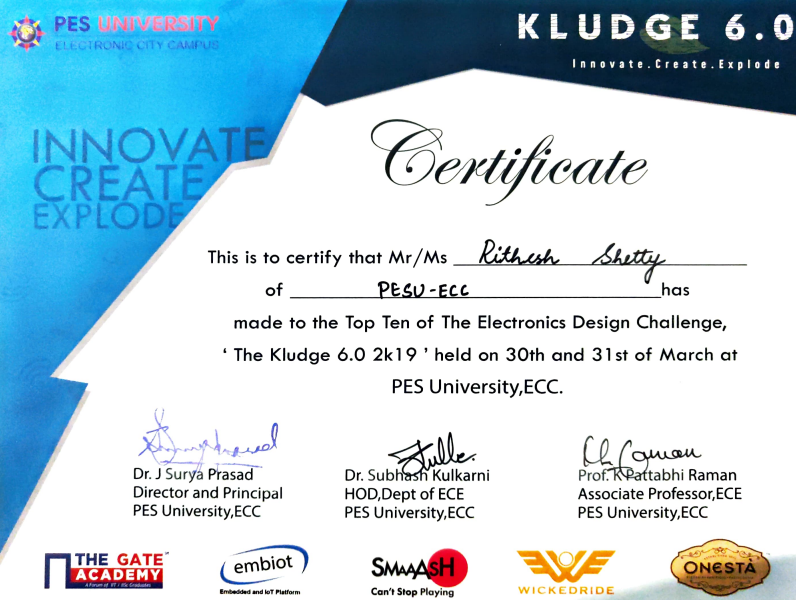 PES UNIVERSITY
ELECTRONIC CITY CAMPUS
KLUDGE 6.0
Innovate.Create.Explode
INNOVATE
CREATE
EXPLODE
Certificate
This is to certify that Mr/Ms Rithesh Shetty
of PESU-ECC has
made to the Top Ten of The Electronics Design Challenge,
‘ The Kludge 6.0 2k19 ’ held on 30th and 31st of March at
PES University,ECC.
Dr. J Surya Prasad
Director and Principal
PES University,ECC
Dr. Subhash Kulkarni
HOD,Dept of ECE
PES University,ECC
Prof. K Pattabhi Raman
Associate Professor,ECE
PES University,ECC
THE GATE
ACADEMY
A Forum of IIT / IISc Graduates
embiot
Embedded and IoT Platform
SMAAASH
Can't Stop Playing
WICKEDRIDE
ONESTÀ